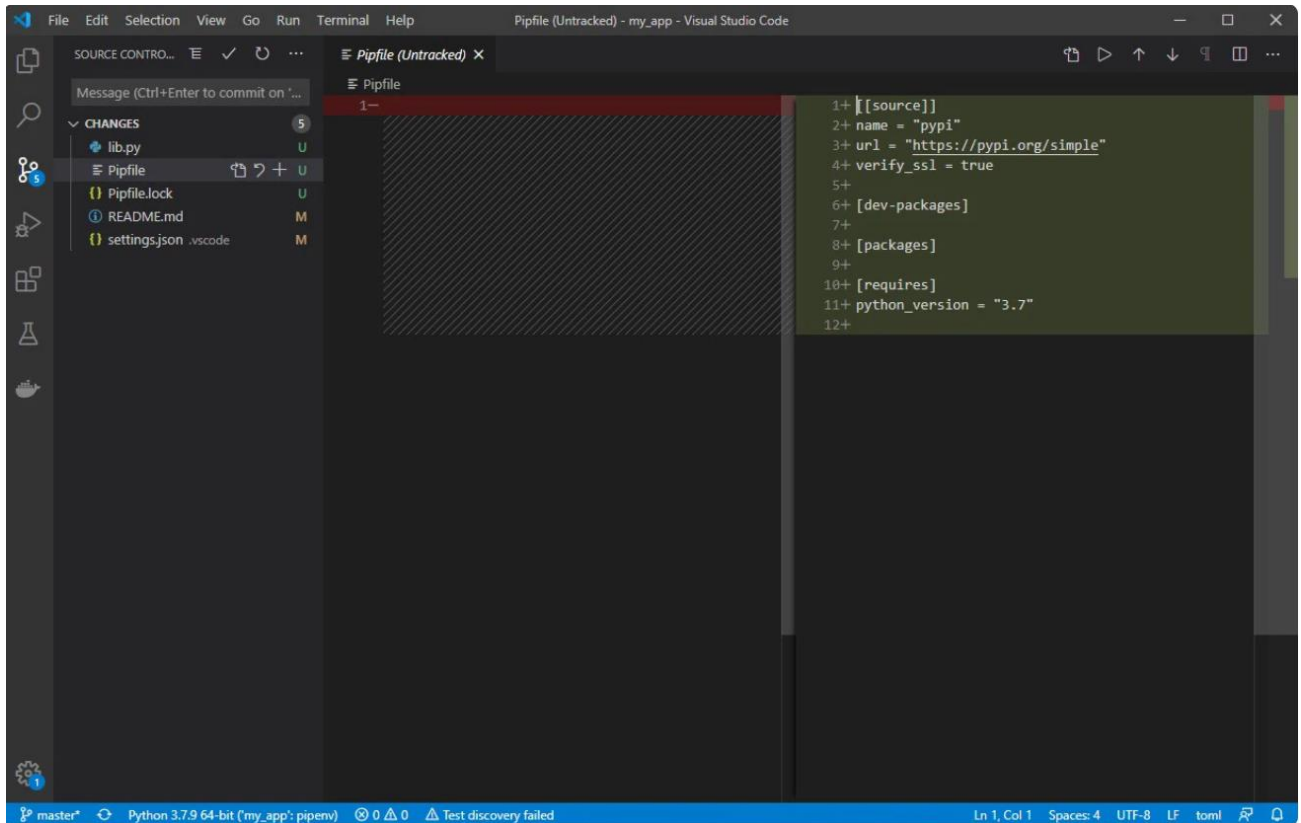 File Edit Selection View Go Run Terminal Help
Pipfile (Untracked) - my_app - Visual Studio Code
SOURCE CONTRO...
Message (Ctrl+Enter to commit on '...
CHANGES 5
lib.py U
Pipfile U
{} Pipfile.lock U
README.md M
{} settings.json .vscode M
5
1
Pipfile (Untracked)
Pipfile
1-
1+ [[source]]
2+ name = "pypi"
3+ url = "https://pypi.org/simple"
4+ verify_ssl = true
5+
6+ [dev-packages]
7+
8+ [packages]
9+
10+ [requires]
11+ python_version = "3.7"
12+
master* Python 3.7.9 64-bit ('my_app': pipenv) 0 0 Test discovery failed Ln 1, Col 1 Spaces: 4 UTF-8 LF toml